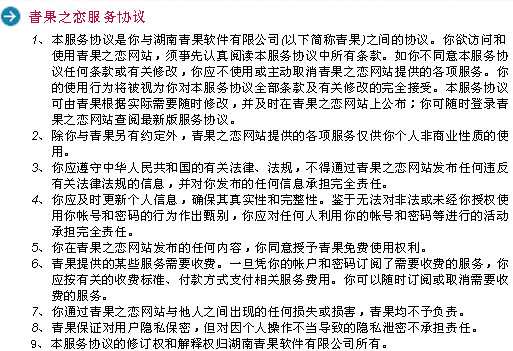 青果之恋服务协议
1、本服务协议是你与湖南青果软件有限公司(以下简称青果)之间的协议。你欲访问和
使用青果之恋网站，须事先认真阅读本服务协议中所有条款。如你不同意本服务协
议任何条款或有关修改，你应不使用或主动取消青果之恋网站提供的各项服务。你
的使用行为将被视为你对本服务协议全部条款及有关修改的完全接受。本服务协议
可由青果根据实际需要随时修改，并及时在青果之恋网站上公布；你可随时登录青
果之恋网站查阅最新版服务协议。
2、除你与青果另有约定外，青果之恋网站提供的各项服务仅供你个人非商业性质的使
用。
3、你应遵守中华人民共和国的有关法律、法规，不得通过青果之恋网站发布任何违反
有关法律法规的信息，并对你发布的任何信息承担完全责任。
4、你应及时更新个人信息，确保其真实性和完整性。鉴于无法对非法或未经你授权使
用你帐号和密码的行为作出甄别，你应对任何人利用你的帐号和密码等进行的活动
承担完全责任。
5、你在青果之恋网站发布的任何内容，你同意授予青果免费使用权利。
6、青果提供的某些服务需要收费。一旦凭你的帐户和密码订阅了需要收费的服务，你
应按有关的收费标准、付款方式支付相关服务费用。你可以随时订阅或取消需要收
费的服务。
7、你通过青果之恋网站与他人之间出现的任何损失或损害，青果均不予负责。
8、青果保证对用户隐私保密，但对因个人操作不当导致的隐私泄密不承担责任。
9、本服务协议的修订权和解释权归湖南青果软件有限公司所有。